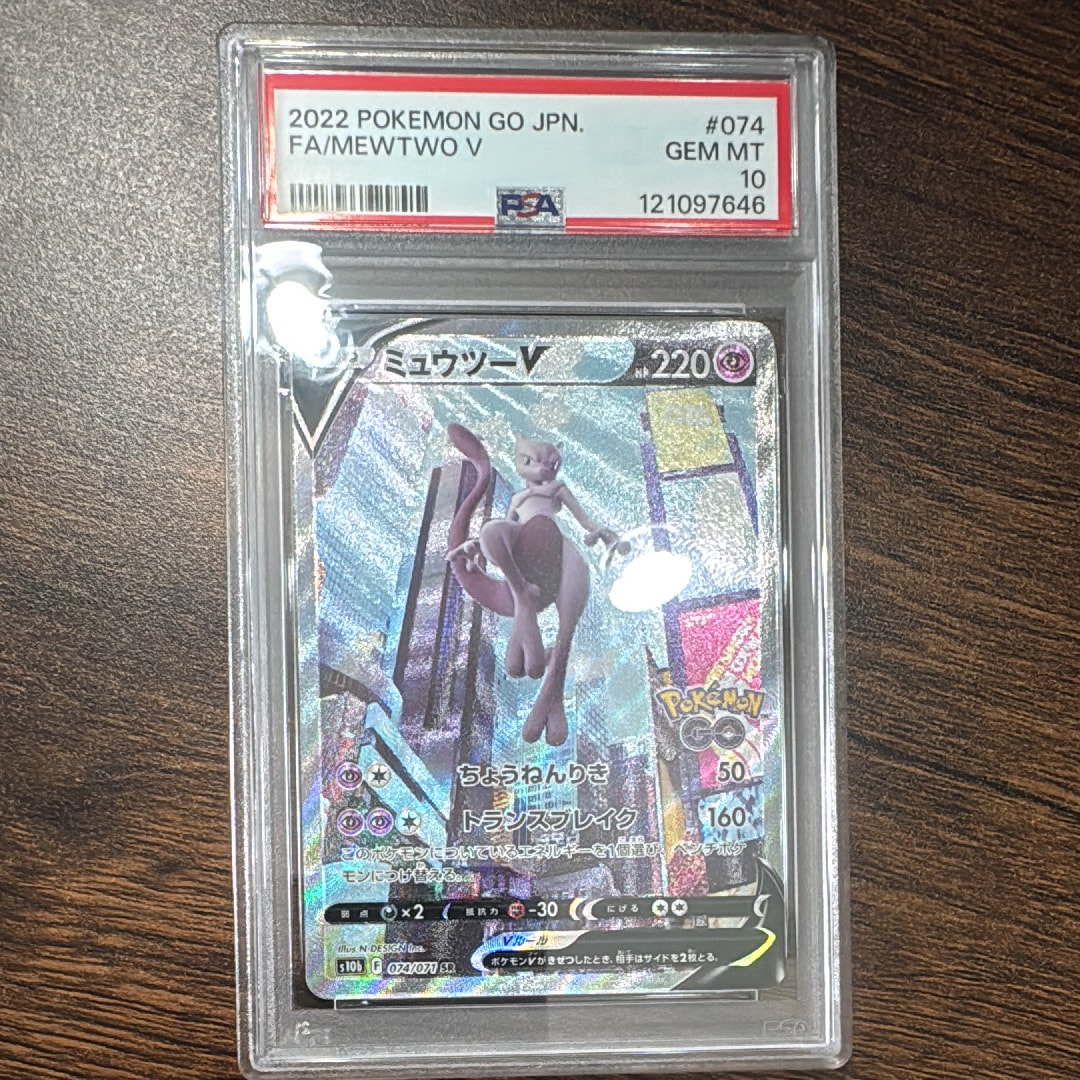 2022 POKEMON GO JPN.
#074
FA/MEWTWO V
GEM MT
10
PSA
121097646
ミュウツーV
HP 220
Pokémon
GO
ちょうねんりき
50
トランスブレイク
160
このポケモンについているエネルギーを1個選び、ベンチポケ
モンにつけ替える。
弱点 ×2 抵抗力 -30 にげる
Vルール
ポケモンVがきぜつしたとき、相手はサイドを2枚とる。
illus. N-DESIGN Inc.
s10b F 074/071 SR